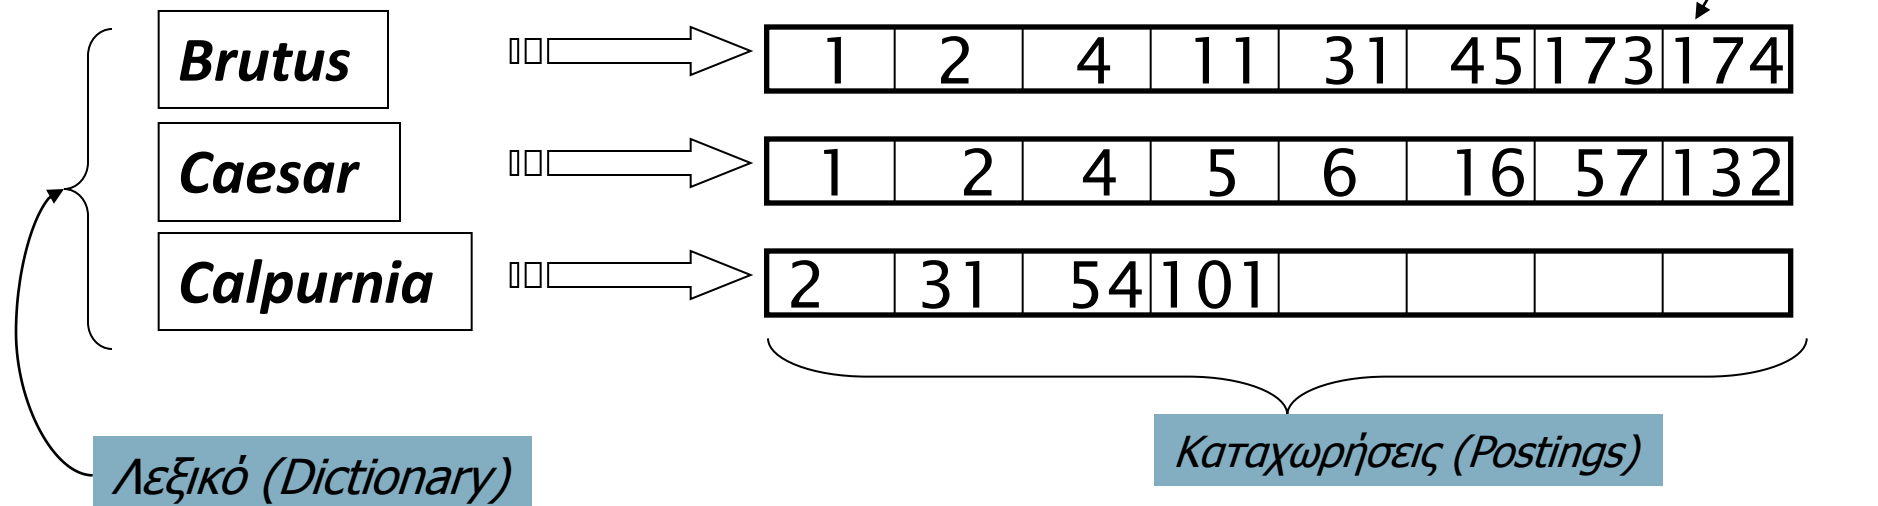 Brutus 1 2 4 11 31 45 173 174
Caesar 1 2 4 5 6 16 57 132
Calpurnia 2 31 54 101
Λεξικό (Dictionary)
Καταχωρήσεις (Postings)